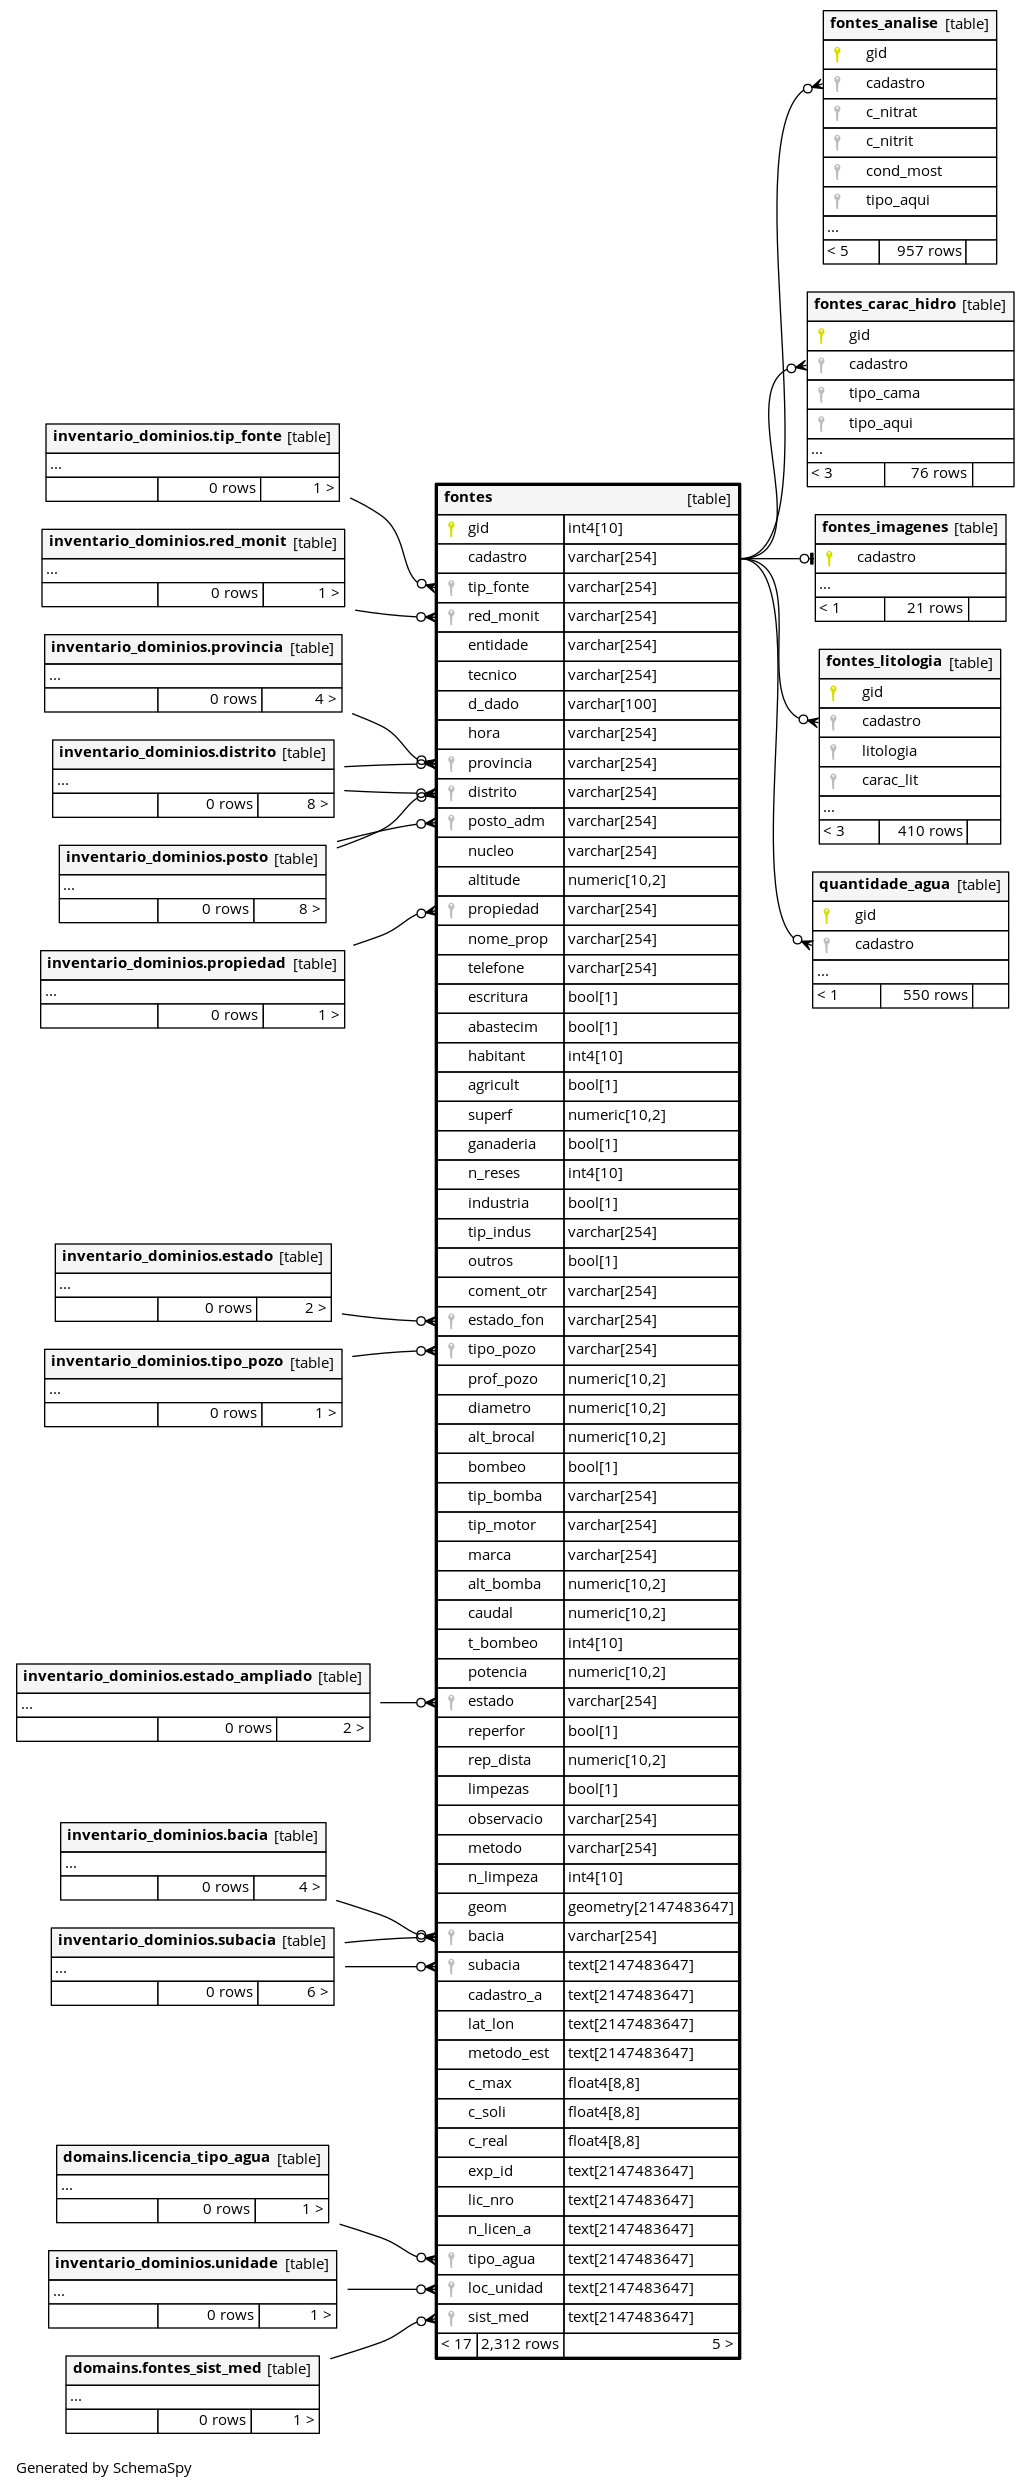 fontes_analise [table]
gid
cadastro
c_nitrat
c_nitrit
cond_most
tipo_aqui
...
< 5 957 rows
fontes_carac_hidro [table]
gid
cadastro
tipo_cama
tipo_aqui
...
< 3 76 rows
fontes_imagenes [table]
cadastro
...
< 1 21 rows
fontes_litologia [table]
gid
cadastro
litologia
carac_lit
...
< 3 410 rows
quantidade_agua [table]
gid
cadastro
...
< 1 550 rows
inventario_dominios.tip_fonte [table]
...
0 rows 1 >
inventario_dominios.red_monit [table]
...
0 rows 1 >
inventario_dominios.provincia [table]
...
0 rows 4 >
inventario_dominios.distrito [table]
...
0 rows 8 >
inventario_dominios.posto [table]
...
0 rows 8 >
inventario_dominios.propiedad [table]
...
0 rows 1 >
inventario_dominios.estado [table]
...
0 rows 2 >
inventario_dominios.tipo_pozo [table]
...
0 rows 1 >
inventario_dominios.estado_ampliado [table]
...
0 rows 2 >
inventario_dominios.bacia [table]
...
0 rows 4 >
inventario_dominios.subacia [table]
...
0 rows 6 >
domains.licencia_tipo_agua [table]
...
0 rows 1 >
inventario_dominios.unidade [table]
...
0 rows 1 >
domains.fontes_sist_med [table]
...
0 rows 1 >
fontes [table]
gid int4[10]
cadastro varchar[254]
tip_fonte varchar[254]
red_monit varchar[254]
entidade varchar[254]
tecnico varchar[254]
d_dado varchar[100]
hora varchar[254]
provincia varchar[254]
distrito varchar[254]
posto_adm varchar[254]
nucleo varchar[254]
altitude numeric[10,2]
propiedad varchar[254]
nome_prop varchar[254]
telefone varchar[254]
escritura bool[1]
abastecim bool[1]
habitant int4[10]
agricult bool[1]
superf numeric[10,2]
ganaderia bool[1]
n_reses int4[10]
industria bool[1]
tip_indus varchar[254]
outros bool[1]
coment_otr varchar[254]
estado_fon varchar[254]
tipo_pozo varchar[254]
prof_pozo numeric[10,2]
diametro numeric[10,2]
alt_brocal numeric[10,2]
bombeo bool[1]
tip_bomba varchar[254]
tip_motor varchar[254]
marca varchar[254]
alt_bomba numeric[10,2]
caudal numeric[10,2]
t_bombeo int4[10]
potencia numeric[10,2]
estado varchar[254]
reperfor bool[1]
rep_dista numeric[10,2]
limpezas bool[1]
observacio varchar[254]
metodo varchar[254]
n_limpeza int4[10]
geom geometry[2147483647]
bacia varchar[254]
subacia text[2147483647]
cadastro_a text[2147483647]
lat_lon text[2147483647]
metodo_est text[2147483647]
c_max float4[8,8]
c_soli float4[8,8]
c_real float4[8,8]
exp_id text[2147483647]
lic_nro text[2147483647]
n_licen_a text[2147483647]
tipo_agua text[2147483647]
loc_unidad text[2147483647]
sist_med text[2147483647]
< 17 2,312 rows 5 >
Generated by SchemaSpy